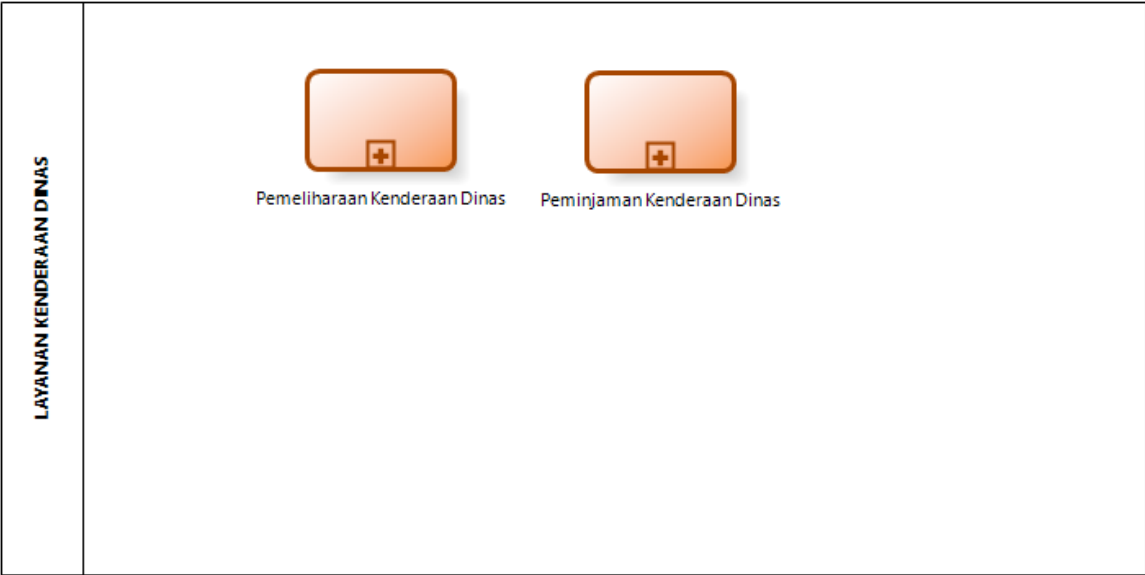 LAYANAN KENDERAAN DINAS
Pemeliharaan Kenderaan Dinas
Peminjaman Kenderaan Dinas